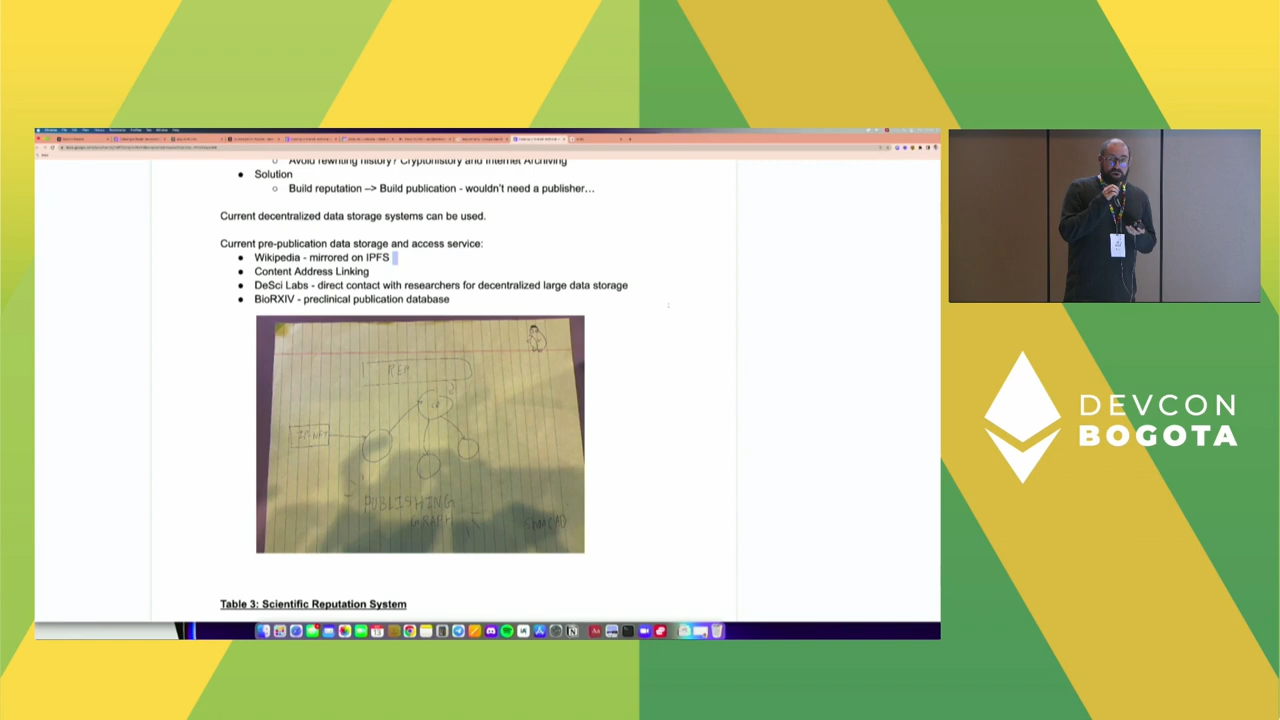 Avoid rewriting history? Cryptohistory and Internet Archiving
Solution
Build reputation –> Build publication - wouldn't need a publisher…
Current decentralized data storage systems can be used.
Current pre-publication data storage and access service:
Wikipedia - mirrored on IPFS
Content Address Linking
DeSci Labs - direct contact with researchers for decentralized large data storage
BioRXIV - preclinical publication database
REP
IP-NFT
PUBLISHING
GRAPH
Table 3: Scientific Reputation System
DEVCON
BOGOTA